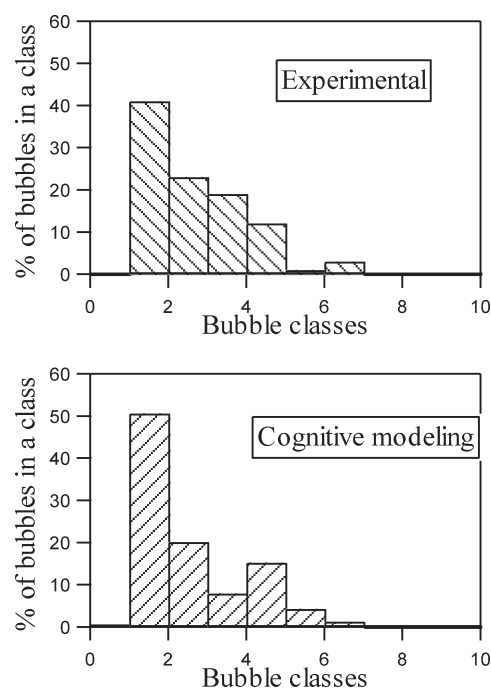 60
50
40
30
20
10
0
% of bubbles in a class
Experimental
0 2 4 6 8 10
Bubble classes
60
50
40
30
20
10
0
% of bubbles in a class
Cognitive modeling
0 2 4 6 8 10
Bubble classes